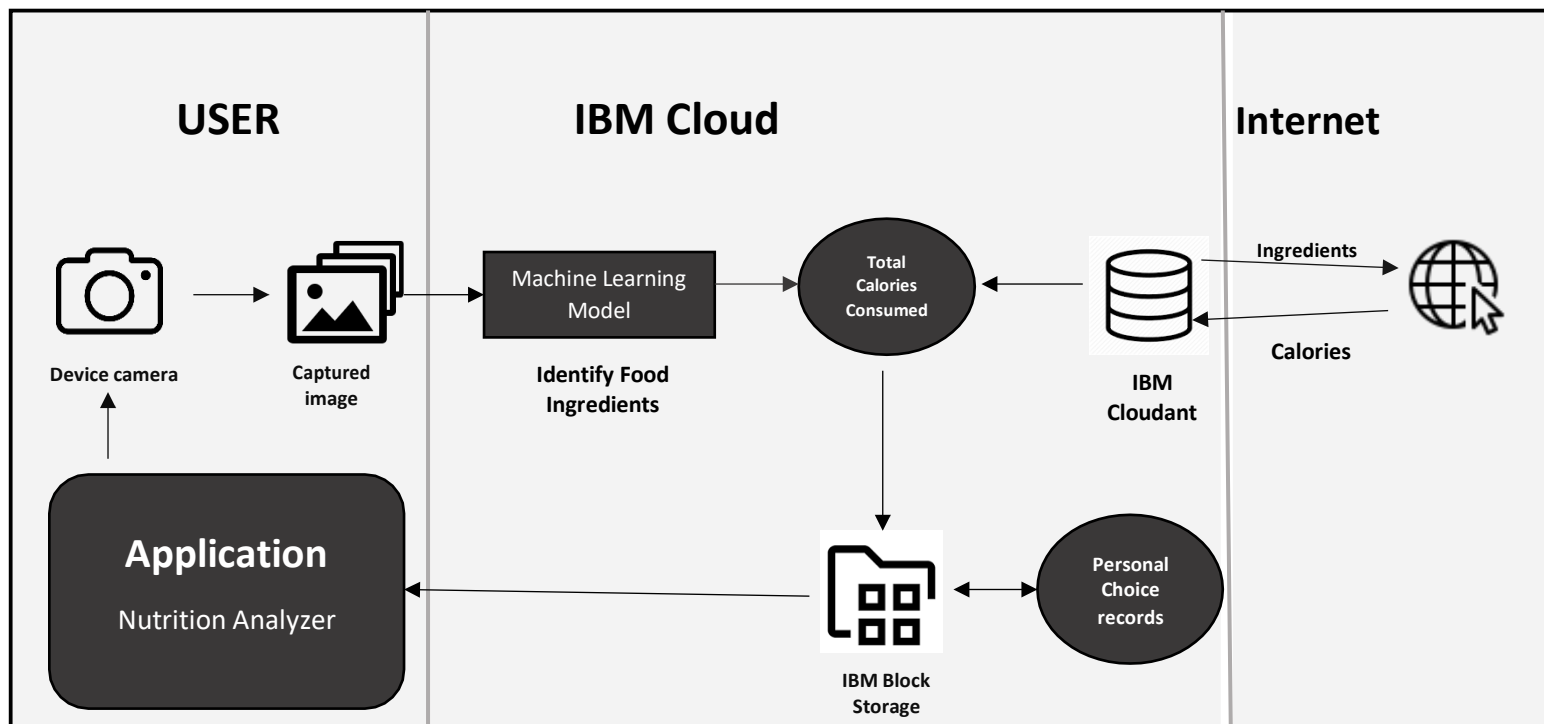 USER
IBM Cloud
Internet
Device camera
Captured
image
Machine Learning
Model
Identify Food
Ingredients
Total
Calories
Consumed
IBM
Cloudant
Ingredients
Calories
Application
Nutrition Analyzer
IBM Block
Storage
Personal
Choice
records